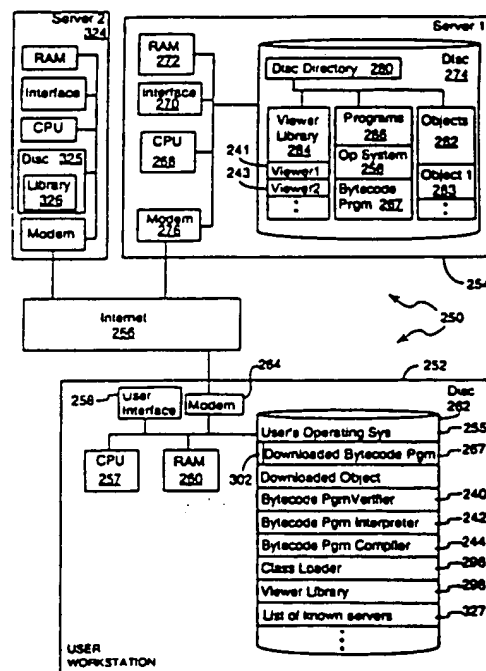 Server 2
324
RAM
Interface
CPU
Disc 325
Library
326
Modem
Server 1
RAM
272
Interface
270
CPU
268
Modem
276
Disc Directory 280
Disc
274
Viewer
Library
284
Viewer1
Viewer2
241
243
Programs
266
Op System
256
Bytecode
Prgm 267
Objects
282
Object 1
283
254
Internet
256
250
264
252
258
User
Interface
Modem
CPU
257
RAM
260
302
Disc
262
User's Operating Sys
255
Downloaded Bytecode Pgm
267
Downloaded Object
Bytecode PgmVerifier
240
Bytecode Pgm Interpreter
242
Bytecode Pgm Compiler
244
Class Loader
296
Viewer Library
298
List of known servers
327
USER
WORKSTATION